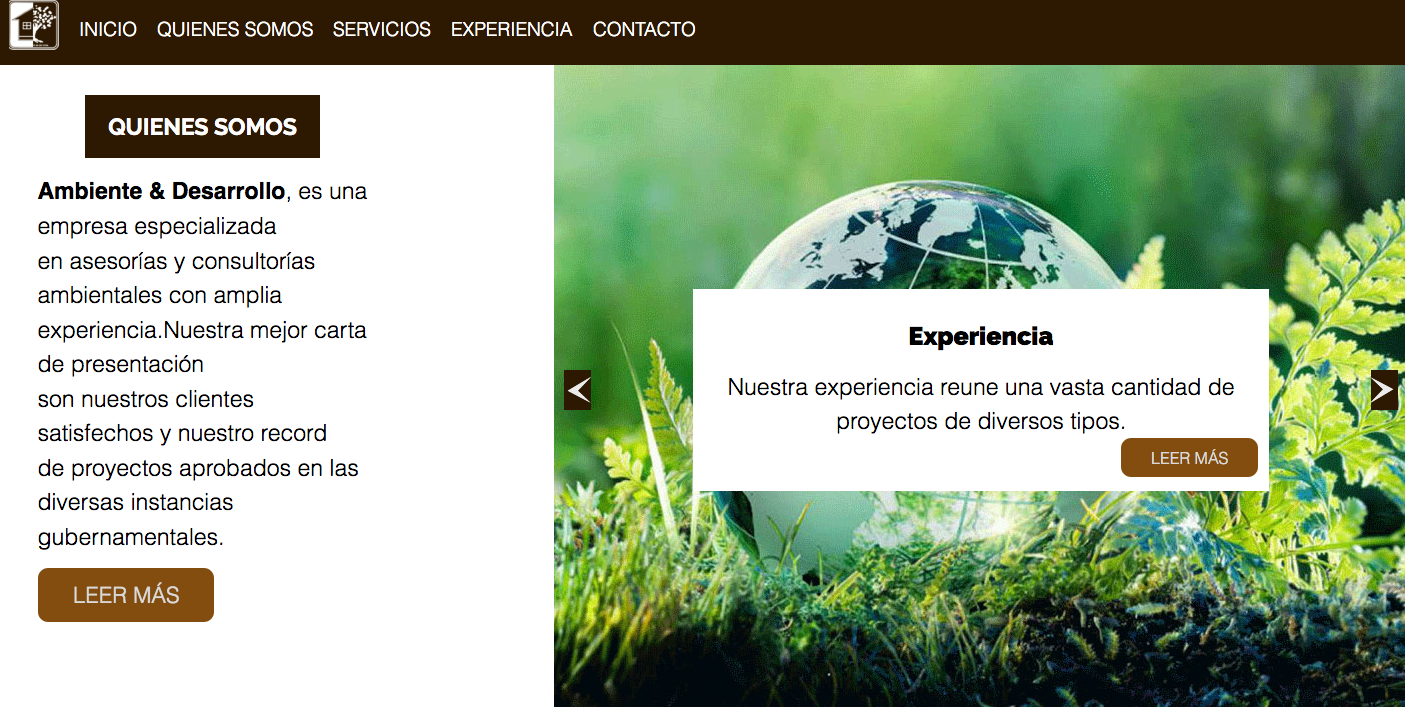 INICIO QUIENES SOMOS SERVICIOS EXPERIENCIA CONTACTO
QUIENES SOMOS
Ambiente & Desarrollo, es una
empresa especializada
en asesorías y consultorías
ambientales con amplia
experiencia.Nuestra mejor carta
de presentación
son nuestros clientes
satisfechos y nuestro record
de proyectos aprobados en las
diversas instancias
gubernamentales.
LEER MÁS
Experiencia
Nuestra experiencia reune una vasta cantidad de
proyectos de diversos tipos.
LEER MÁS